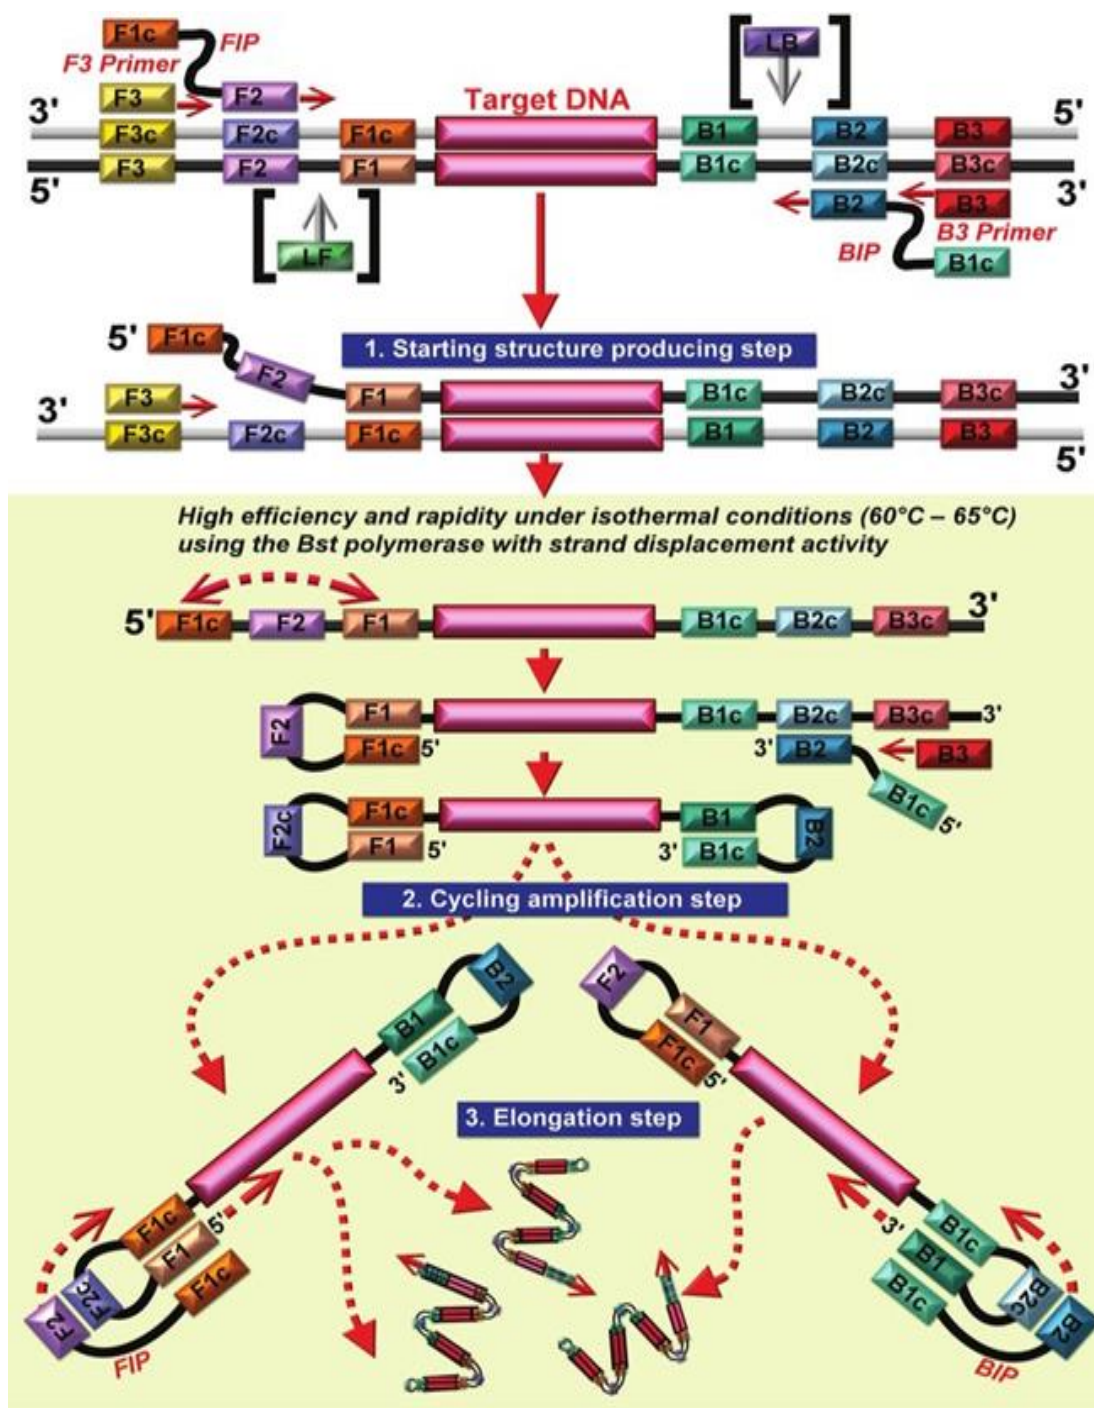 F1c
FIP
F3 Primer
LB
F3
F2
Target DNA
3'
5'
F3c
F2c
F1c
B1
B2
B3
F3
F2
F1
B1c
B2c
B3c
5'
3'
B2
B3
LF
BIP
B3 Primer
B1c
5'
F1c
1. Starting structure producing step
F2
3'
F3
F1
B1c
B2c
B3c
3'
F3c
F2c
F1c
B1
B2
B3
5'
High efficiency and rapidity under isothermal conditions (60°C – 65°C)
using the Bst polymerase with strand displacement activity
5'
F1c
F2
F1
B1c
B2c
B3c
3'
F2
F1
B1c
B2c
B3c
3'
F1c
5'
3'
B2
B3
B1c
5'
F2c
F1c
B1
B2
F1
5'
3'
B1c
2. Cycling amplification step
B2
B1
B1c
3'
F2
F1
F1c
5'
3. Elongation step
F1c
5'
F1
F1c
F2c
F2
FIP
3'
B1c
B1
B1c
B2c
B2
BIP